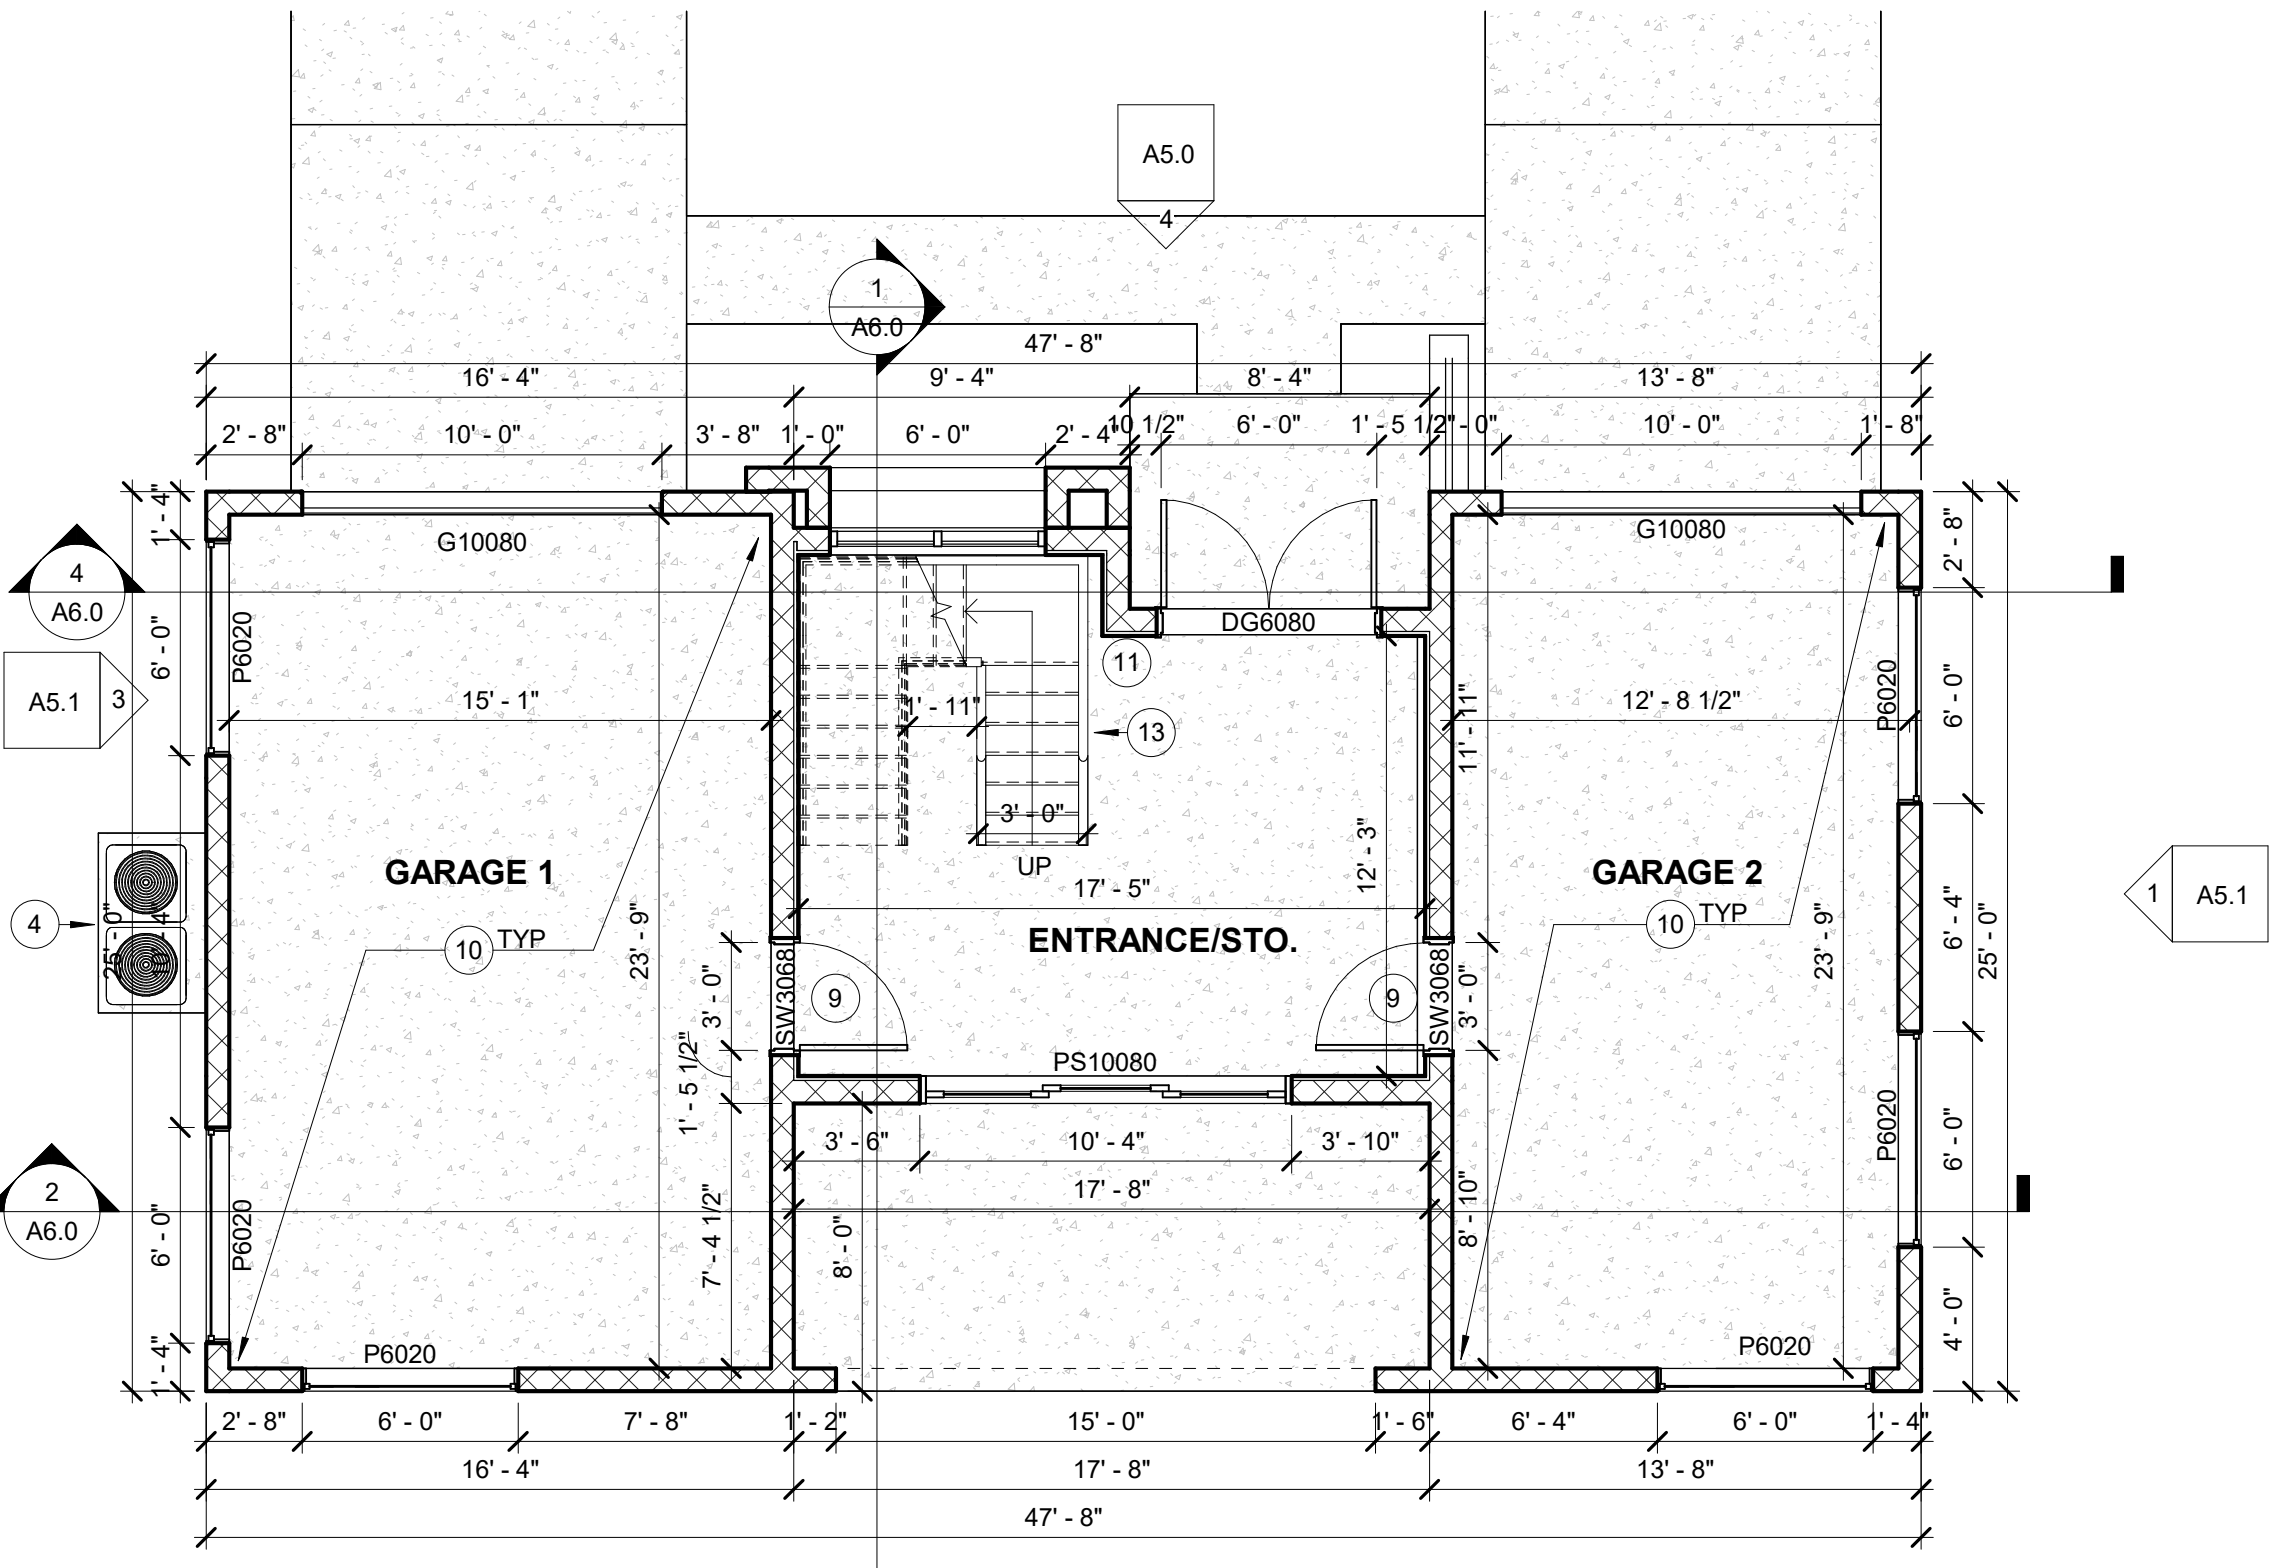 A5.0
4
1
A6.0
47' - 8"
16' - 4"
9' - 4"
8' - 4"
13' - 8"
2' - 8"
10' - 0"
3' - 8"
1' - 0"
6' - 0"
2' - 4"
10 1/2"
6' - 0"
1' - 5 1/2"
- 0"
10' - 0"
1' - 8"
1' - 4"
G10080
G10080
2' - 8"
4
A6.0
6' - 0"
P6020
DG6080
11
A5.1
3
15' - 1"
1' - 11"
13
11' - 11"
12' - 8 1/2"
P6020
6' - 0"
3' - 0"
UP
12' - 3"
GARAGE 1
17' - 5"
GARAGE 2
1
A5.1
4
25' - 0"
10' - 4"
10
TYP
23' - 9"
ENTRANCE/STO.
10
TYP
23' - 9"
6' - 4"
25' - 0"
3' - 0"
SW3068
9
9
SW3068
3' - 0"
1' - 5 1/2"
PS10080
3' - 6"
10' - 4"
3' - 10"
P6020
6' - 0"
2
A6.0
6' - 0"
P6020
7' - 4 1/2"
8' - 0"
17' - 8"
8' - 10"
4' - 0"
1' - 4"
P6020
P6020
2' - 8"
6' - 0"
7' - 8"
1' - 2"
15' - 0"
1' - 6"
6' - 4"
6' - 0"
1' - 4"
16' - 4"
17' - 8"
13' - 8"
47' - 8"